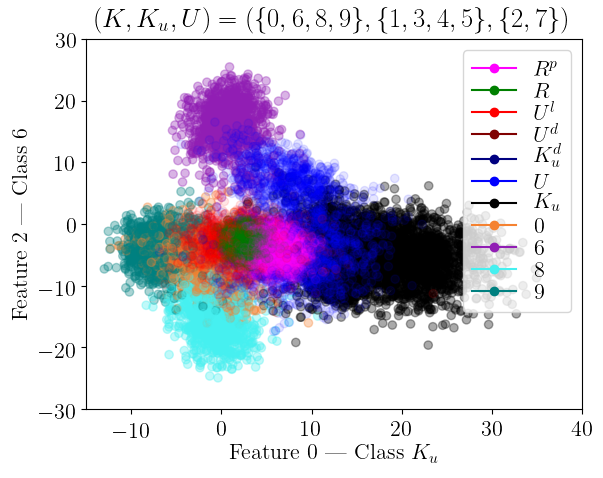 (K, K_u, U) = ({0, 6, 8, 9}, {1, 3, 4, 5}, {2, 7})
30
20
10
0
−10
−20
−30
Feature 2 — Class 6
−10 0 10 20 30 40
Feature 0 — Class K_u
R^p
R
U^l
U^d
K_u^d
U
K_u
0
6
8
9